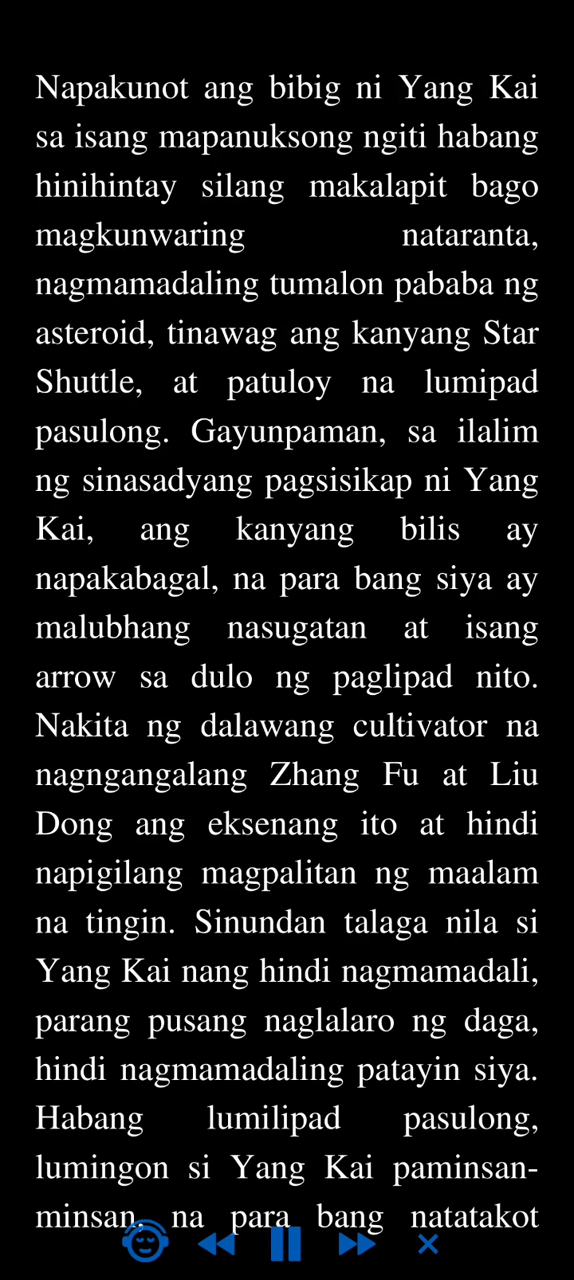 Napakunot ang bibig ni Yang Kai
sa isang mapanuksong ngiti habang
hinihintay silang makalapit bago
magkunwaring nataranta,
nagmamadaling tumalon pababa ng
asteroid, tinawag ang kanyang Star
Shuttle, at patuloy na lumipad
pasulong. Gayunpaman, sa ilalim
ng sinasadyang pagsisikap ni Yang
Kai, ang kanyang bilis ay
napakabagal, na para bang siya ay
malubhang nasugatan at isang
arrow sa dulo ng paglipad nito.
Nakita ng dalawang cultivator na
nagngangalang Zhang Fu at Liu
Dong ang eksenang ito at hindi
napigilang magpalitan ng maalam
na tingin. Sinundan talaga nila si
Yang Kai nang hindi nagmamadali,
parang pusang naglalaro ng daga,
hindi nagmamadaling patayin siya.
Habang lumilipad pasulong,
lumingon si Yang Kai paminsan-
minsan, na para bang natatakot